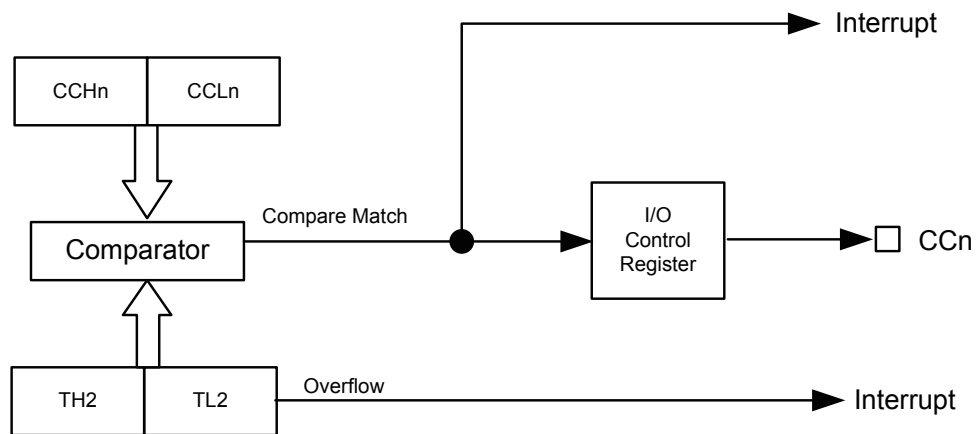 Interrupt
CCHn
CCLn
Compare Match
I/O
Control
Register
Comparator
CCn
TH2
TL2
Overflow
Interrupt